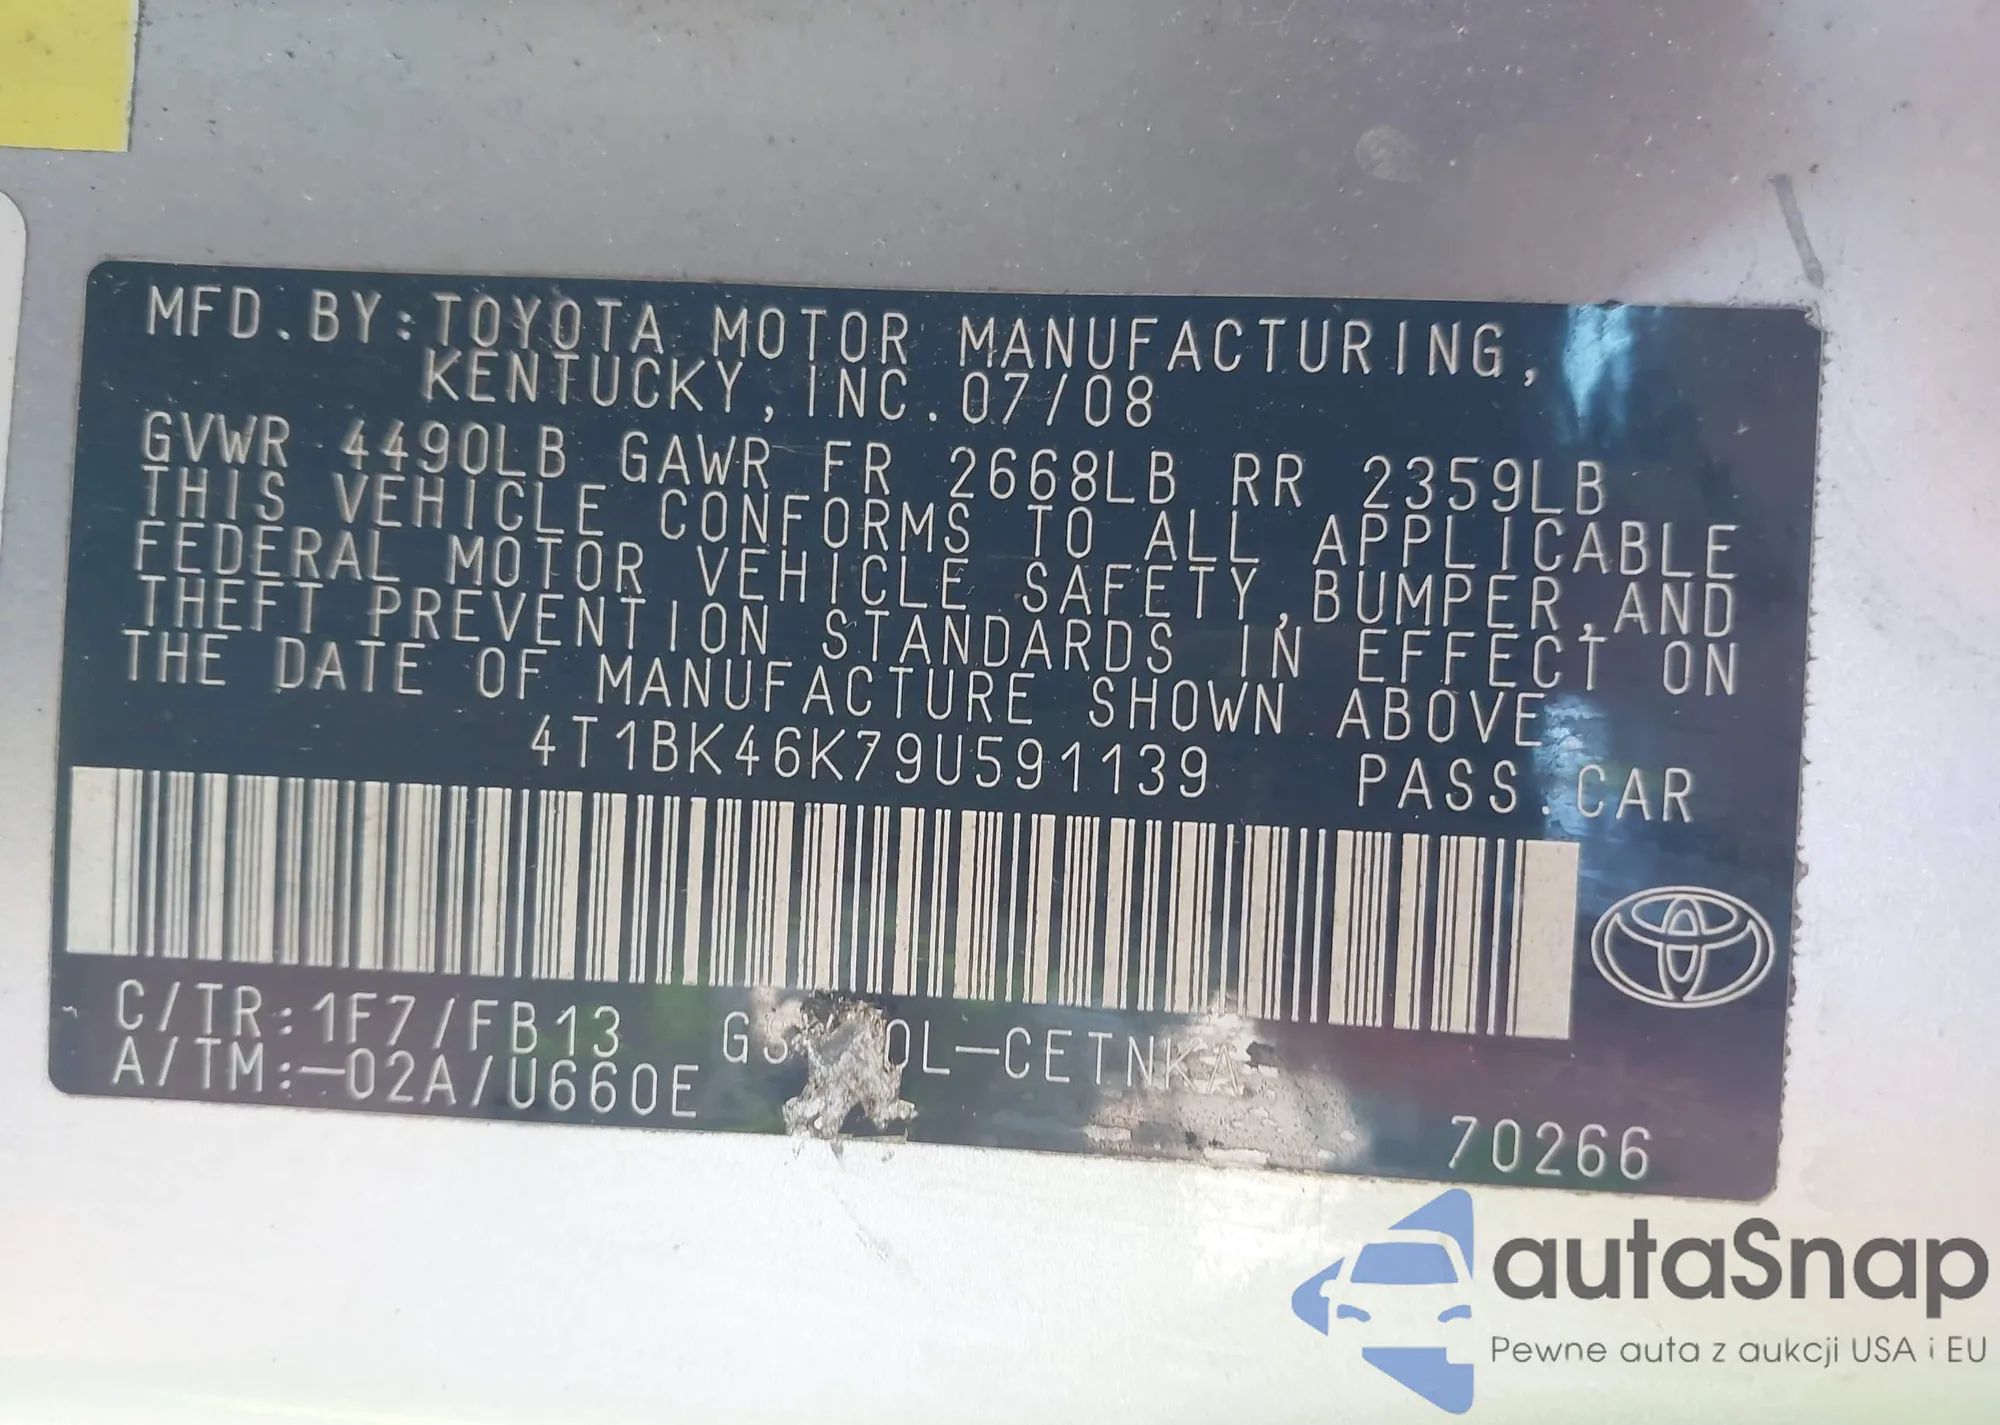 MFD.BY:TOYOTA MOTOR MANUFACTURING,
KENTUCKY, INC. 07/08
GVWR 4490LB GAWR FR 2668LB RR 2359LB
THIS VEHICLE CONFORMS TO ALL APPLICABLE
FEDERAL MOTOR VEHICLE SAFETY,BUMPER,AND
THEFT PREVENTION STANDARDS IN EFFECT ON
THE DATE OF MANUFACTURE SHOWN ABOVE
4T1BK46K79U591139 PASS.CAR
C/TR:1F7/FB13
A/TM:-02A/U660E
70266
autaSnap
Pewne auta z aukcji USA i EU